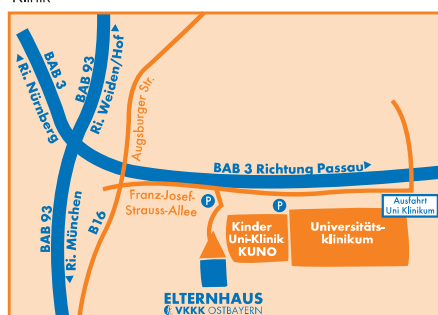 BAB 3
Ri. Nürnberg
BAB 93
Ri. Weiden/Hof
Augsburger Str.
BAB 3 Richtung Passau
Franz-Josef-
Strauss-Allee
P
P
Ausfahrt
Uni Klinikum
BAB 93
Ri. München
B16
Kinder
Uni-Klinik
KUNO
Universitäts-
klinikum
ELTERNHAUS
VKKK OSTBAYERN